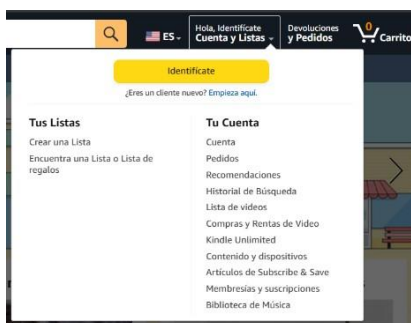 ES
Hola, Identifícate
Cuenta y Listas
Devoluciones
y Pedidos
0
Carrito
Identifícate
¿Eres un cliente nuevo? Empieza aquí.
Tus Listas
Crear una Lista
Encuentra una Lista o Lista de
regalos
Tu Cuenta
Cuenta
Pedidos
Recomendaciones
Historial de Búsqueda
Lista de videos
Compras y Rentas de Video
Kindle Unlimited
Contenido y dispositivos
Artículos de Subscribe & Save
Membresías y suscripciones
Biblioteca de Música